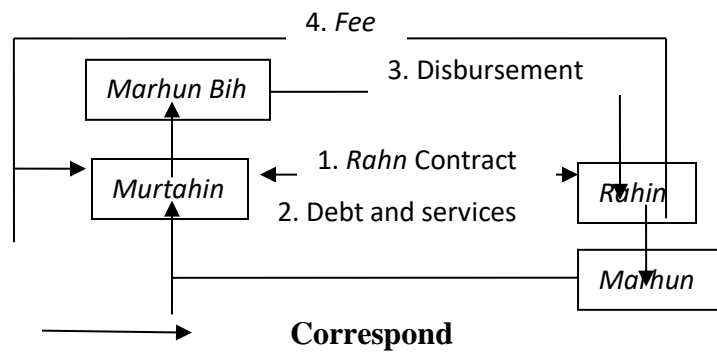 4. Fee
3. Disbursement
Marhun Bih
1. Rahn Contract
Murtahin
Rahin
2. Debt and services
Marhun
Correspond